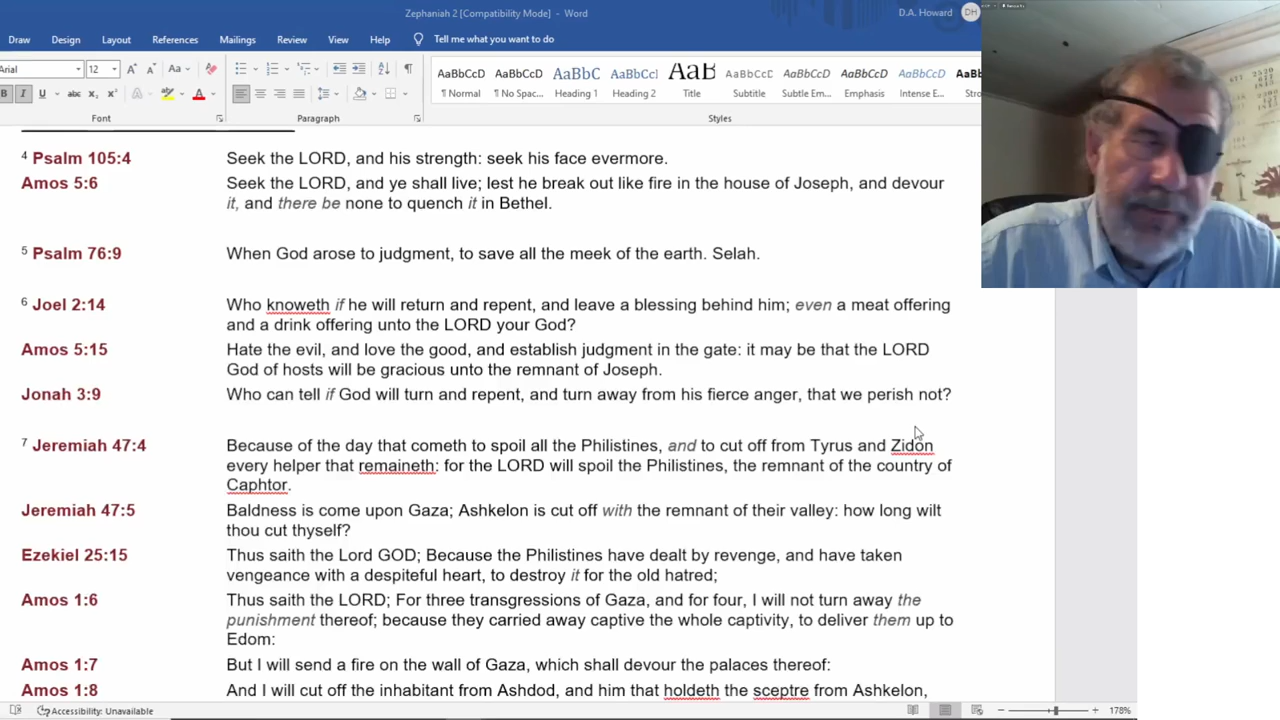 Zephaniah 2 [Compatibility Mode] - Word D.A. Howard DH
Draw Design Layout References Mailings Review View Help Tell me what you want to do
Arial 12 A A Aa
B I U abc x₂ x² A A
AaBbCcD AaBbCcD AaBbC AaBbCcI AaB AaBbCcD AaBbCcD AaBbCcD AaBbCcD AaBb
¶ Normal ¶ No Spac... Heading 1 Heading 2 Title Subtitle Subtle Em... Emphasis Intense E... Stro
Font Paragraph Styles
4 Psalm 105:4 Seek the LORD, and his strength: seek his face evermore.
Amos 5:6 Seek the LORD, and ye shall live; lest he break out like fire in the house of Joseph, and devour
it, and there be none to quench it in Bethel.
5 Psalm 76:9 When God arose to judgment, to save all the meek of the earth. Selah.
6 Joel 2:14 Who knoweth if he will return and repent, and leave a blessing behind him; even a meat offering
and a drink offering unto the LORD your God?
Amos 5:15 Hate the evil, and love the good, and establish judgment in the gate: it may be that the LORD
God of hosts will be gracious unto the remnant of Joseph.
Jonah 3:9 Who can tell if God will turn and repent, and turn away from his fierce anger, that we perish not?
7 Jeremiah 47:4 Because of the day that cometh to spoil all the Philistines, and to cut off from Tyrus and Zidon
every helper that remaineth: for the LORD will spoil the Philistines, the remnant of the country of
Caphtor.
Jeremiah 47:5 Baldness is come upon Gaza; Ashkelon is cut off with the remnant of their valley: how long wilt
thou cut thyself?
Ezekiel 25:15 Thus saith the Lord GOD; Because the Philistines have dealt by revenge, and have taken
vengeance with a despiteful heart, to destroy it for the old hatred;
Amos 1:6 Thus saith the LORD; For three transgressions of Gaza, and for four, I will not turn away the
punishment thereof; because they carried away captive the whole captivity, to deliver them up to
Edom:
Amos 1:7 But I will send a fire on the wall of Gaza, which shall devour the palaces thereof:
Amos 1:8 And I will cut off the inhabitant from Ashdod, and him that holdeth the sceptre from Ashkelon,
Accessibility: Unavailable 178%